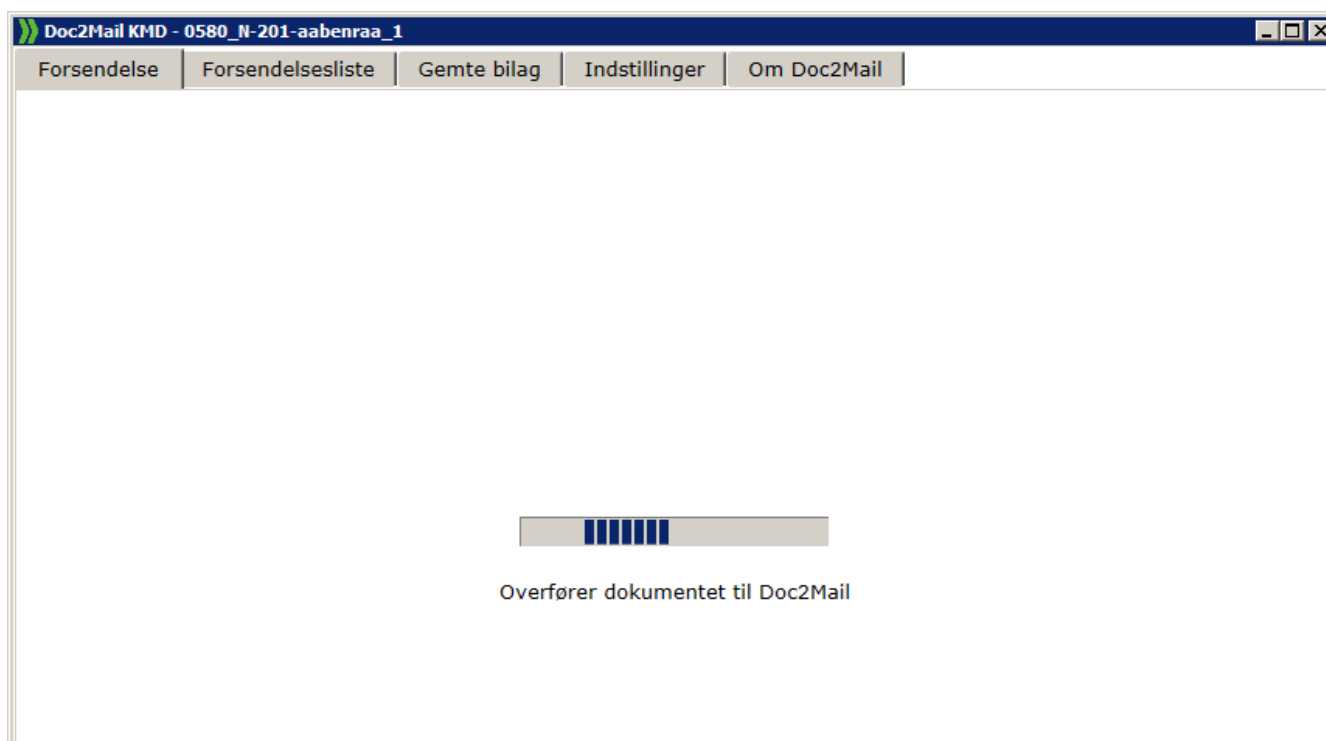 Doc2Mail KMD - 0580_N-201-aabenraa_1
Forsendelse Forsendelsesliste Gemte bilag Indstillinger Om Doc2Mail
Overfører dokumentet til Doc2Mail